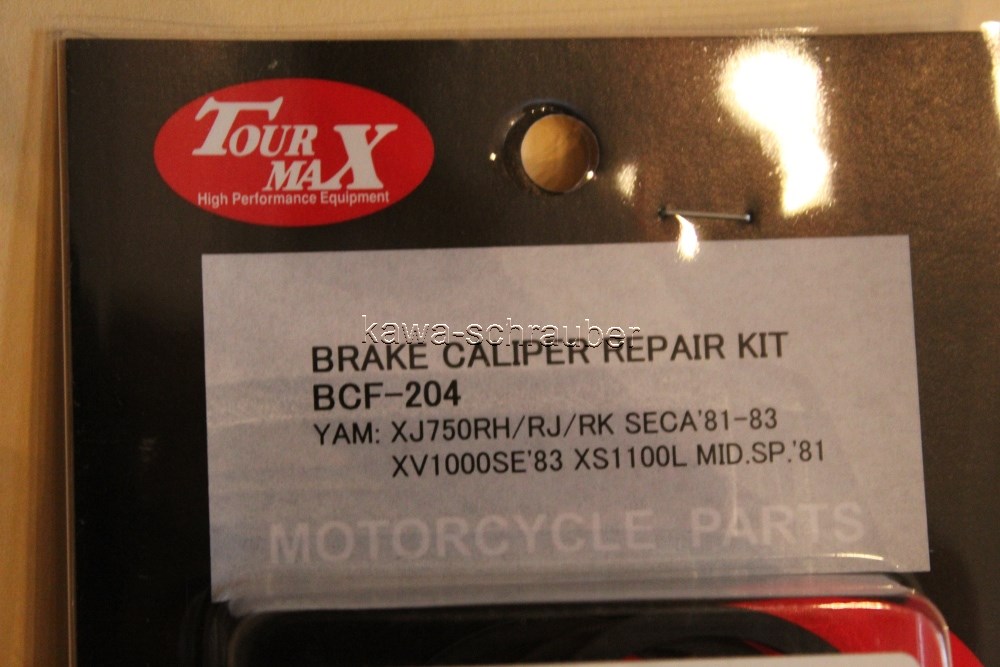 TOUR
MAX
High Performance Equipment
kawa-schrauber
BRAKE CALIPER REPAIR KIT
BCF-204
YAM: XJ750RH/RJ/RK SECA'81-83
XV1000SE'83 XS1100L MID.SP.'81
MOTORCYCLE PARTS